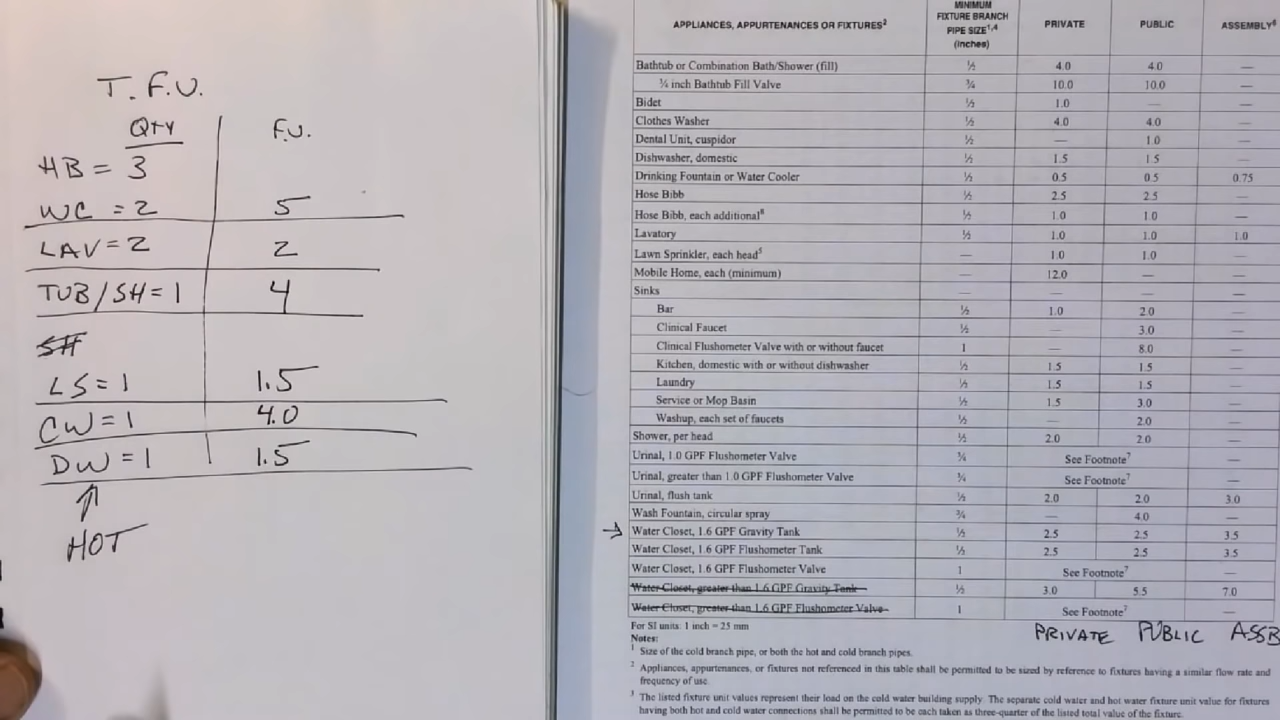 T.F.U.
Qty F.U.
HB = 3
WC = 2 5
LAV = 2 2
TUB/SH = 1 4
SH
LS = 1 1.5
CW = 1 4.0
DW = 1 1.5
HOT
APPLIANCES, APPURTENANCES OR FIXTURES² MINIMUM FIXTURE BRANCH PIPE SIZE¹,⁴ (inches) PRIVATE PUBLIC ASSEMBLY⁶
Bathtub or Combination Bath/Shower (fill) ½ 4.0 4.0 —
¾ inch Bathtub Fill Valve ¾ 10.0 10.0 —
Bidet ½ 1.0 — —
Clothes Washer ½ 4.0 4.0 —
Dental Unit, cuspidor ½ — 1.0 —
Dishwasher, domestic ½ 1.5 1.5 —
Drinking Fountain or Water Cooler ½ 0.5 0.5 0.75
Hose Bibb ½ 2.5 2.5 —
Hose Bibb, each additional⁸ ½ 1.0 1.0 —
Lavatory ½ 1.0 1.0 1.0
Lawn Sprinkler, each head⁵ — 1.0 1.0 —
Mobile Home, each (minimum) — 12.0 — —
Sinks — — — —
Bar ½ 1.0 2.0 —
Clinical Faucet ½ — 3.0 —
Clinical Flushometer Valve with or without faucet 1 — 8.0 —
Kitchen, domestic with or without dishwasher ½ 1.5 1.5 —
Laundry ½ 1.5 1.5 —
Service or Mop Basin ½ 1.5 3.0 —
Washup, each set of faucets ½ — 2.0 —
Shower, per head ½ 2.0 2.0 —
Urinal, 1.0 GPF Flushometer Valve ¾ See Footnote⁷ —
Urinal, greater than 1.0 GPF Flushometer Valve ¾ See Footnote⁷ —
Urinal, flush tank ½ 2.0 2.0 3.0
Wash Fountain, circular spray ¾ — 4.0 —
Water Closet, 1.6 GPF Gravity Tank ½ 2.5 2.5 3.5
Water Closet, 1.6 GPF Flushometer Tank ½ 2.5 2.5 3.5
Water Closet, 1.6 GPF Flushometer Valve 1 See Footnote⁷ —
Water Closet, greater than 1.6 GPF Gravity Tank ½ 3.0 5.5 7.0
Water Closet, greater than 1.6 GPF Flushometer Valve 1 See Footnote⁷ —
For SI units: 1 inch = 25 mm
PRIVATE PUBLIC ASSB
Notes:
¹ Size of the cold branch pipe, or both the hot and cold branch pipes.
² Appliances, appurtenances, or fixtures not referenced in this table shall be permitted to be sized by reference to fixtures having a similar flow rate and
frequency of use.
³ The listed fixture unit values represent their load on the cold water building supply. The separate cold water and hot water fixture unit value for fixtures
having both hot and cold water connections shall be permitted to be each taken as three-quarter of the listed total value of the fixture.